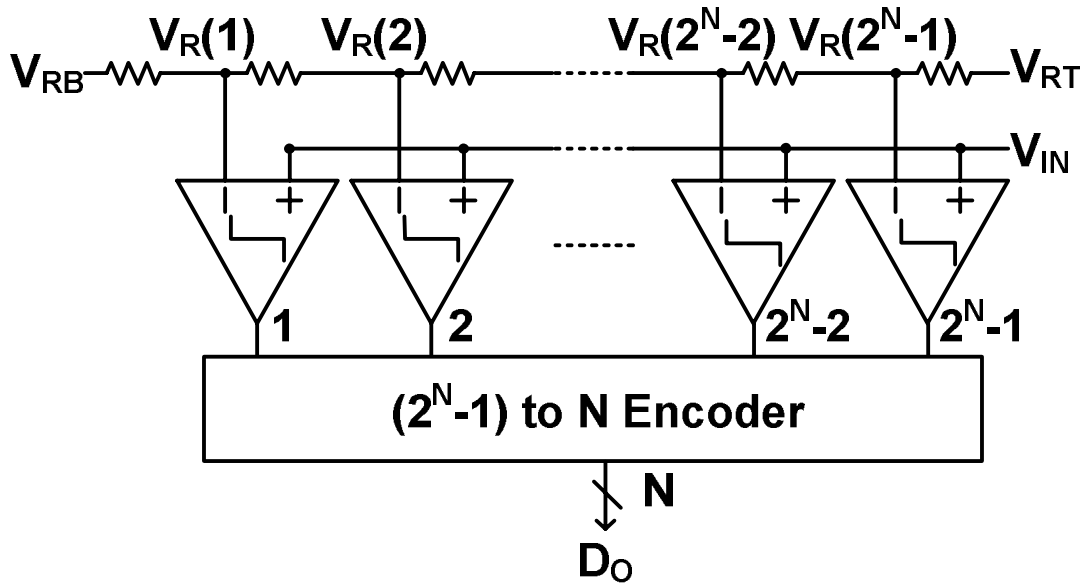 V_R(1) V_R(2) V_R(2^N-2) V_R(2^N-1)
V_RB V_RT
V_IN
- + - + - + - +
1 2 2^N-2 2^N-1
(2^N-1) to N Encoder
N
D_O